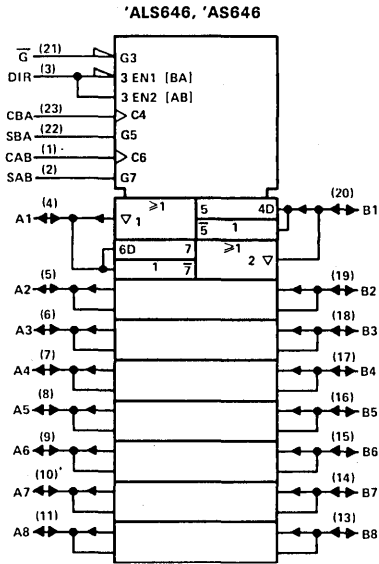 'ALS646, 'AS646
G̅ (21) G3
DIR (3) 3 EN1 [BA]
3 EN2 [AB]
CBA (23) C4
SBA (22) G5
CAB (1) C6
SAB (2) G7
A1 (4) ≥1 ▽ 1 5 4D (20) B1
5̅ 1
6D 7 ≥1
1 7̅ 2 ▽
A2 (5) (19) B2
A3 (6) (18) B3
A4 (7) (17) B4
A5 (8) (16) B5
A6 (9) (15) B6
A7 (10) (14) B7
A8 (11) (13) B8